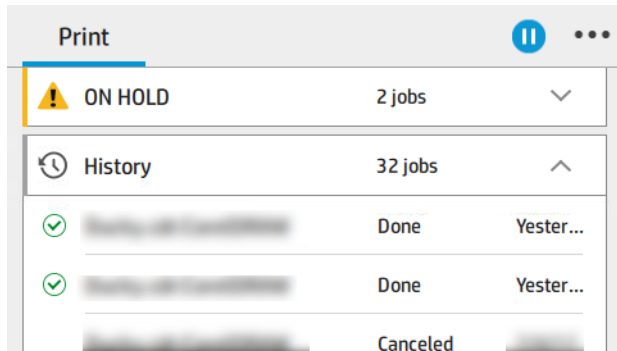 Print
ON HOLD 2 jobs
History 32 jobs
Done Yester...
Done Yester...
Canceled